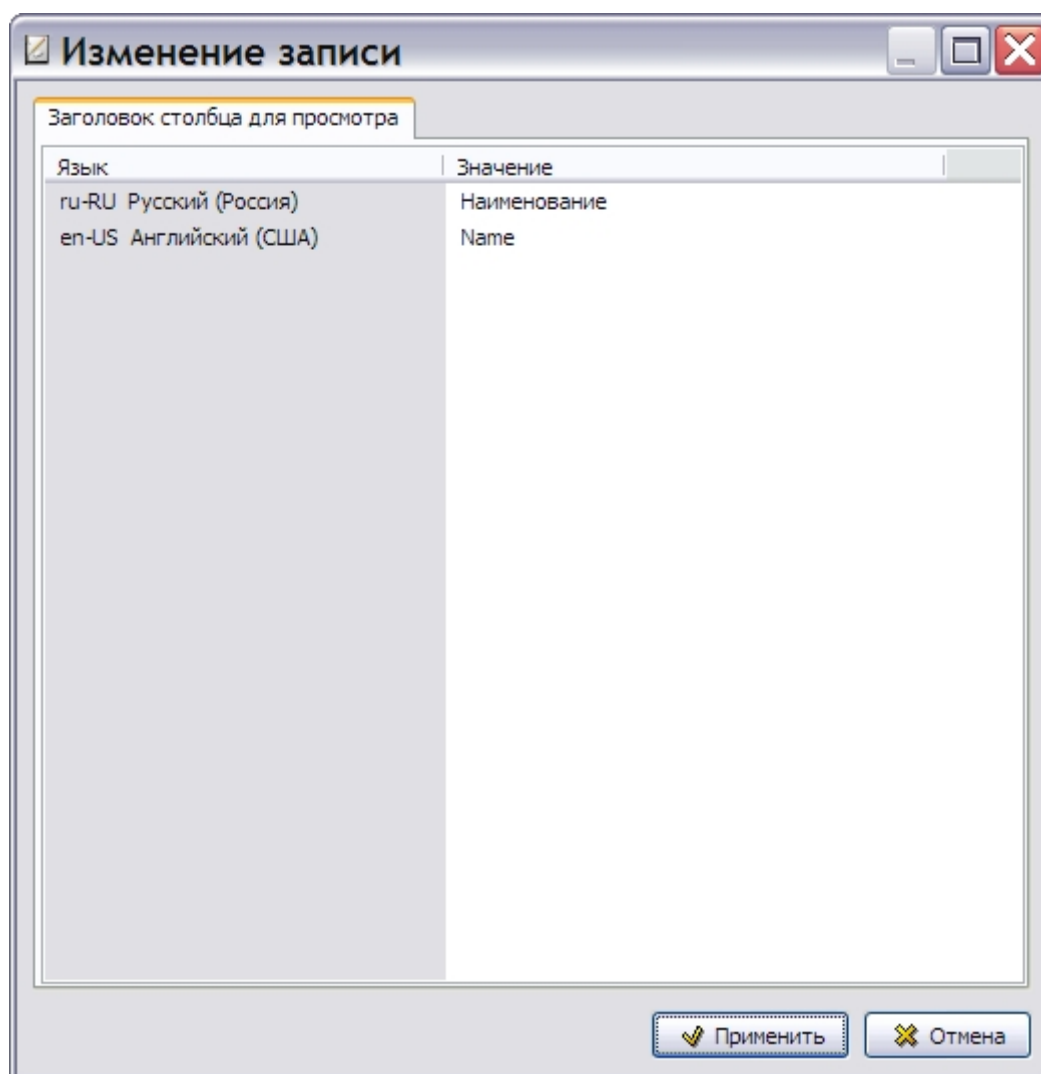 Изменение записи
Заголовок столбца для просмотра
Язык Значение
ru-RU Русский (Россия) Наименование
en-US Английский (США) Name
Применить Отмена